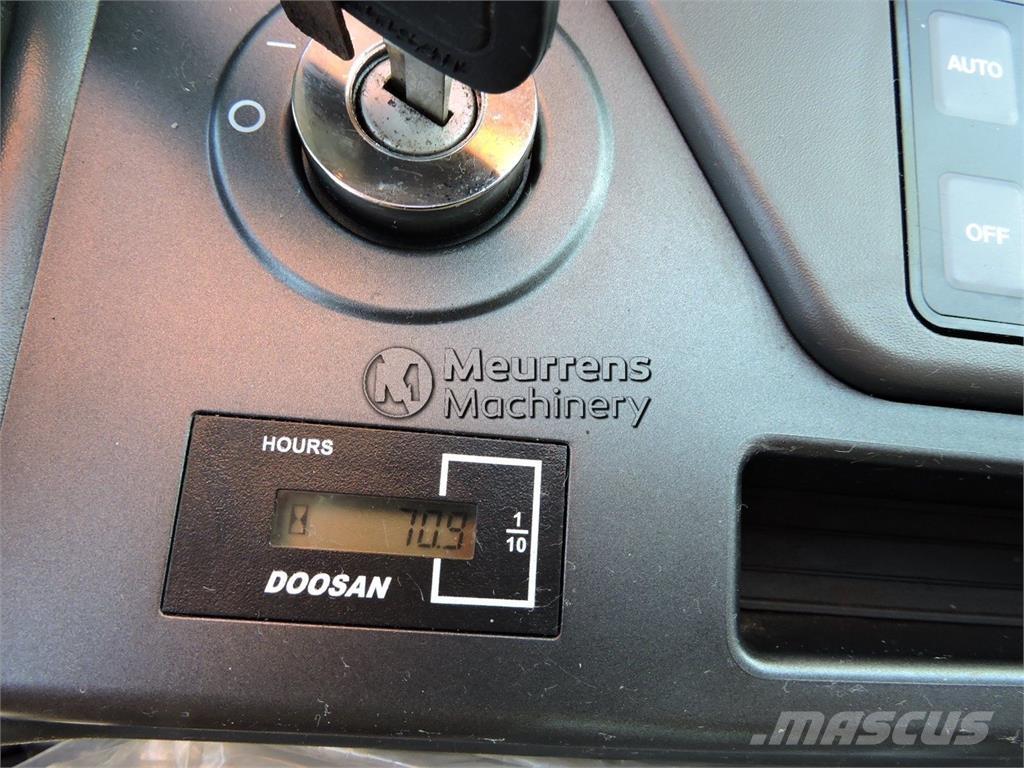 AUTO
OFF
Meurrens
Machinery
HOURS
70.9
1
10
DOOSAN
MASCUS